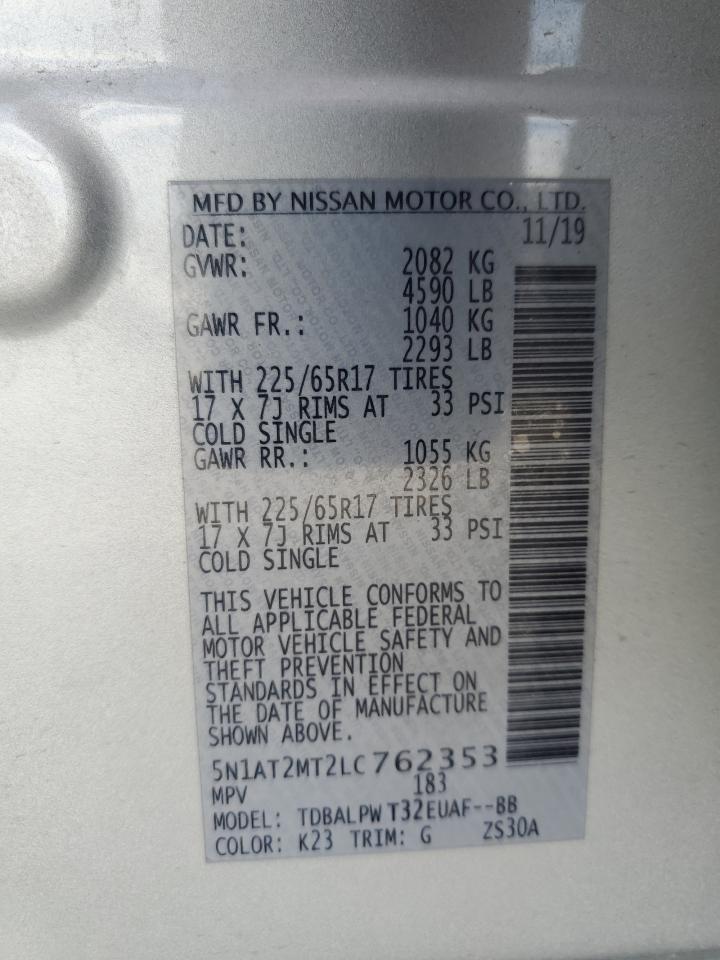 MFD BY NISSAN MOTOR CO., LTD.
DATE: 11/19
GVWR: 2082 KG
4590 LB
GAWR FR.: 1040 KG
2293 LB
WITH 225/65R17 TIRES
17 X 7J RIMS AT 33 PSI
COLD SINGLE
GAWR RR.: 1055 KG
2326 LB
WITH 225/65R17 TIRES
17 X 7J RIMS AT 33 PSI
COLD SINGLE
THIS VEHICLE CONFORMS TO
ALL APPLICABLE FEDERAL
MOTOR VEHICLE SAFETY AND
THEFT PREVENTION
STANDARDS IN EFFECT ON
THE DATE OF MANUFACTURE
SHOWN ABOVE.
5N1AT2MT2LC762353
MPV 183
MODEL: TDBALPWT32EUAF--BB
COLOR: K23 TRIM: G ZS30A